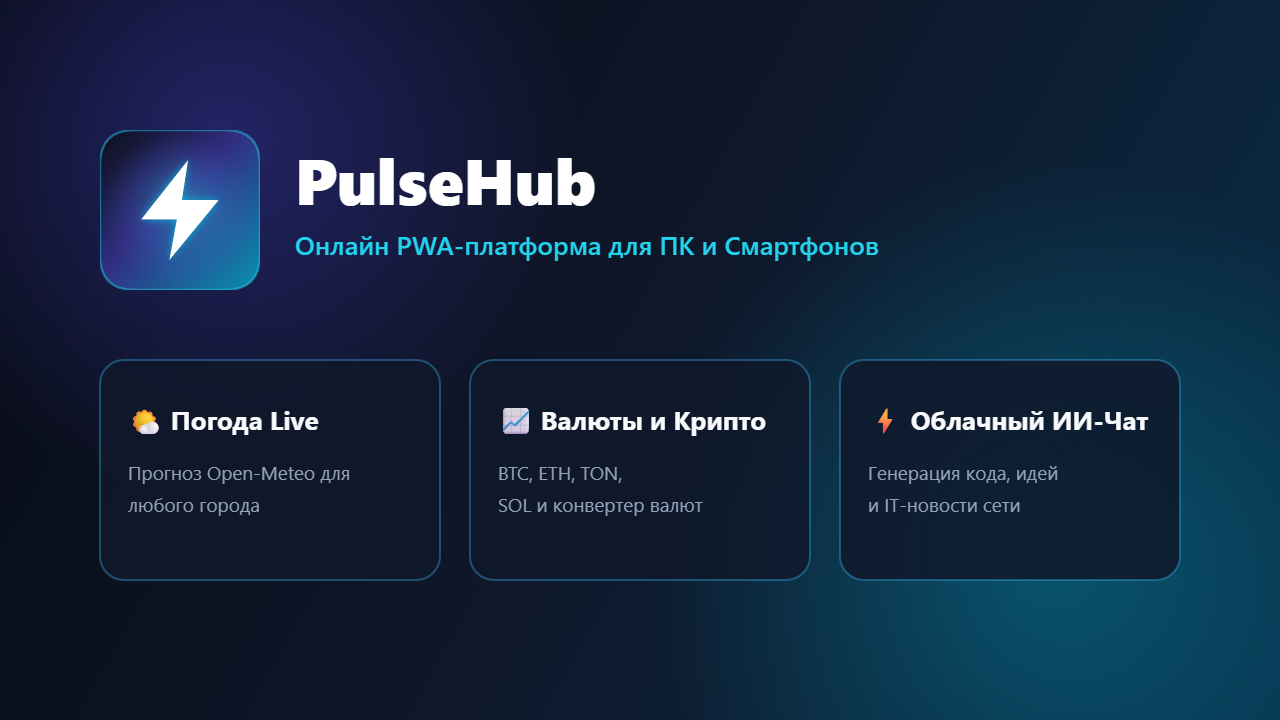 PulseHub
Онлайн PWA-платформа для ПК и Смартфонов
Погода Live
Прогноз Open-Meteo для
любого города
Валюты и Крипто
BTC, ETH, TON,
SOL и конвертер валют
Облачный ИИ-Чат
Генерация кода, идей
и IT-новости сети